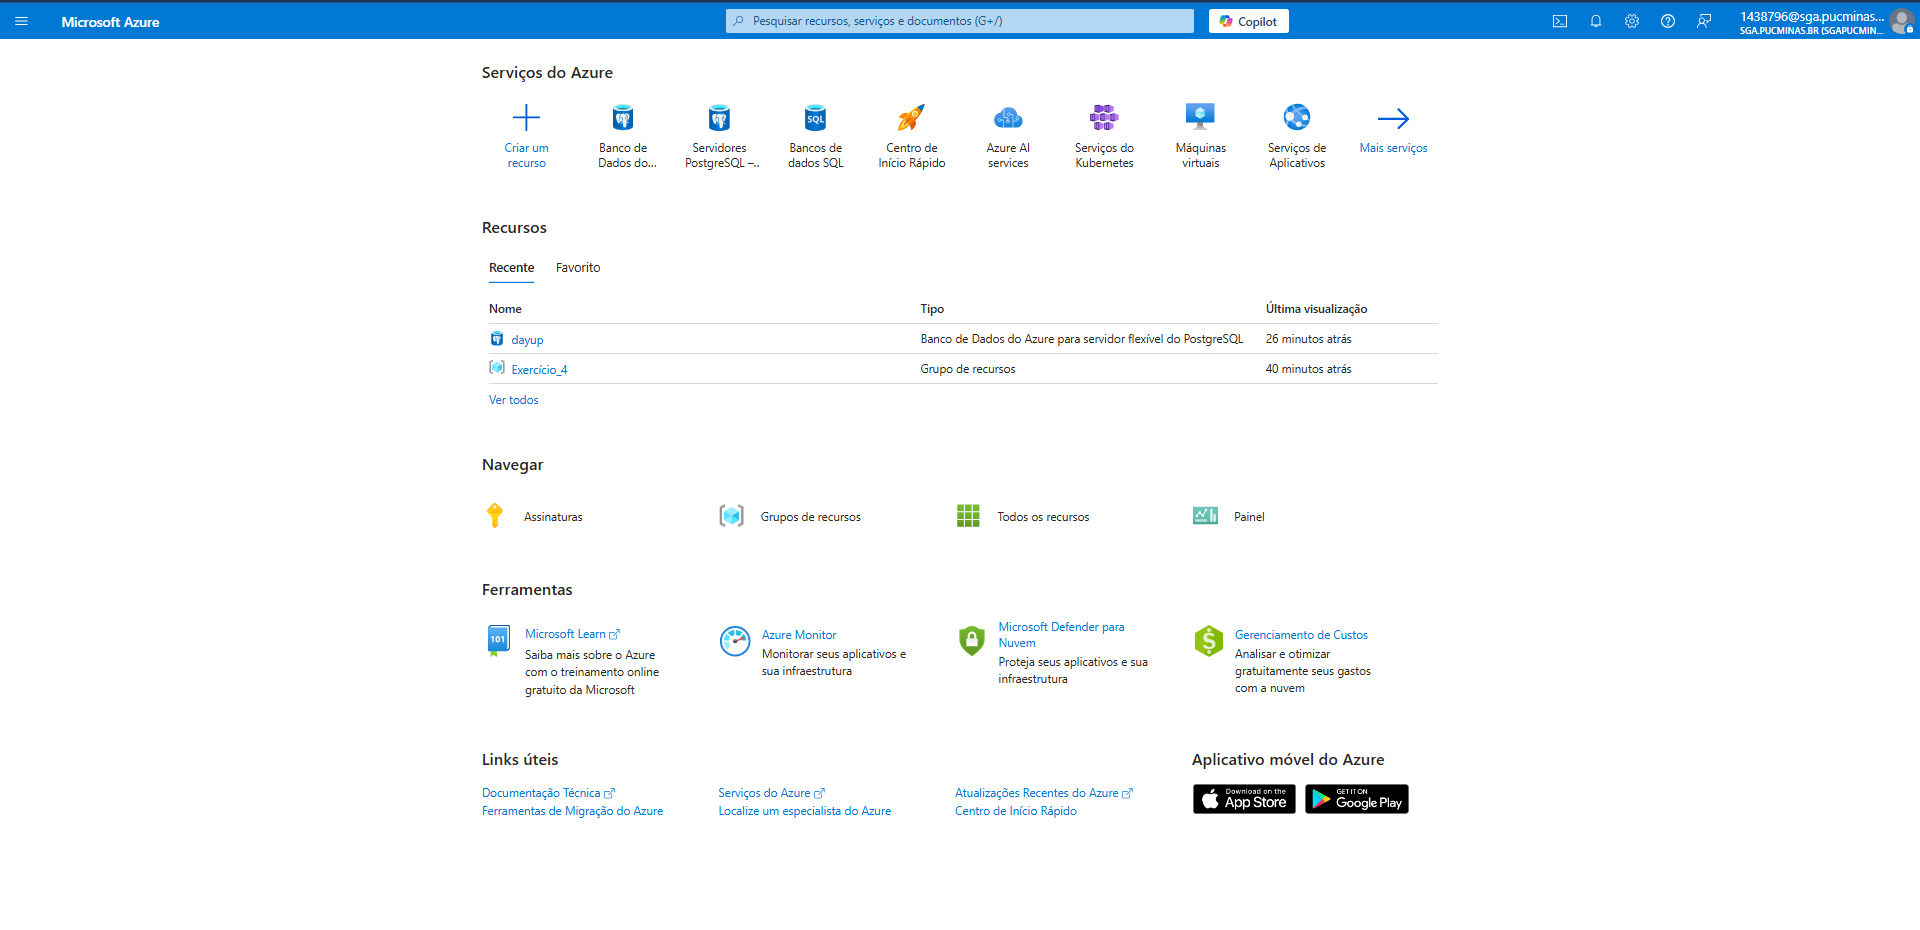 Microsoft Azure
Pesquisar recursos, serviços e documentos (G+/)
Copilot
1438796@sga.pucminas...
SGA.PUCMINAS.BR (SGAPUCMIN...
Serviços do Azure
Criar um
recurso
Banco de
Dados do...
Servidores
PostgreSQL –..
SQL
Bancos de
dados SQL
Centro de
Início Rápido
Azure AI
services
Serviços do
Kubernetes
Máquinas
virtuais
Serviços de
Aplicativos
Mais serviços
Recursos
Recente
Favorito
Nome
Tipo
Última visualização
dayup
Banco de Dados do Azure para servidor flexível do PostgreSQL
26 minutos atrás
Exercício_4
Grupo de recursos
40 minutos atrás
Ver todos
Navegar
Assinaturas
Grupos de recursos
Todos os recursos
Painel
Ferramentas
101
Microsoft Learn
Saiba mais sobre o Azure
com o treinamento online
gratuito da Microsoft
Azure Monitor
Monitorar seus aplicativos e
sua infraestrutura
Microsoft Defender para
Nuvem
Proteja seus aplicativos e sua
infraestrutura
Gerenciamento de Custos
Analisar e otimizar
gratuitamente seus gastos
com a nuvem
Links úteis
Documentação Técnica
Ferramentas de Migração do Azure
Serviços do Azure
Localize um especialista do Azure
Atualizações Recentes do Azure
Centro de Início Rápido
Aplicativo móvel do Azure
Download on the
App Store
GET IT ON
Google Play